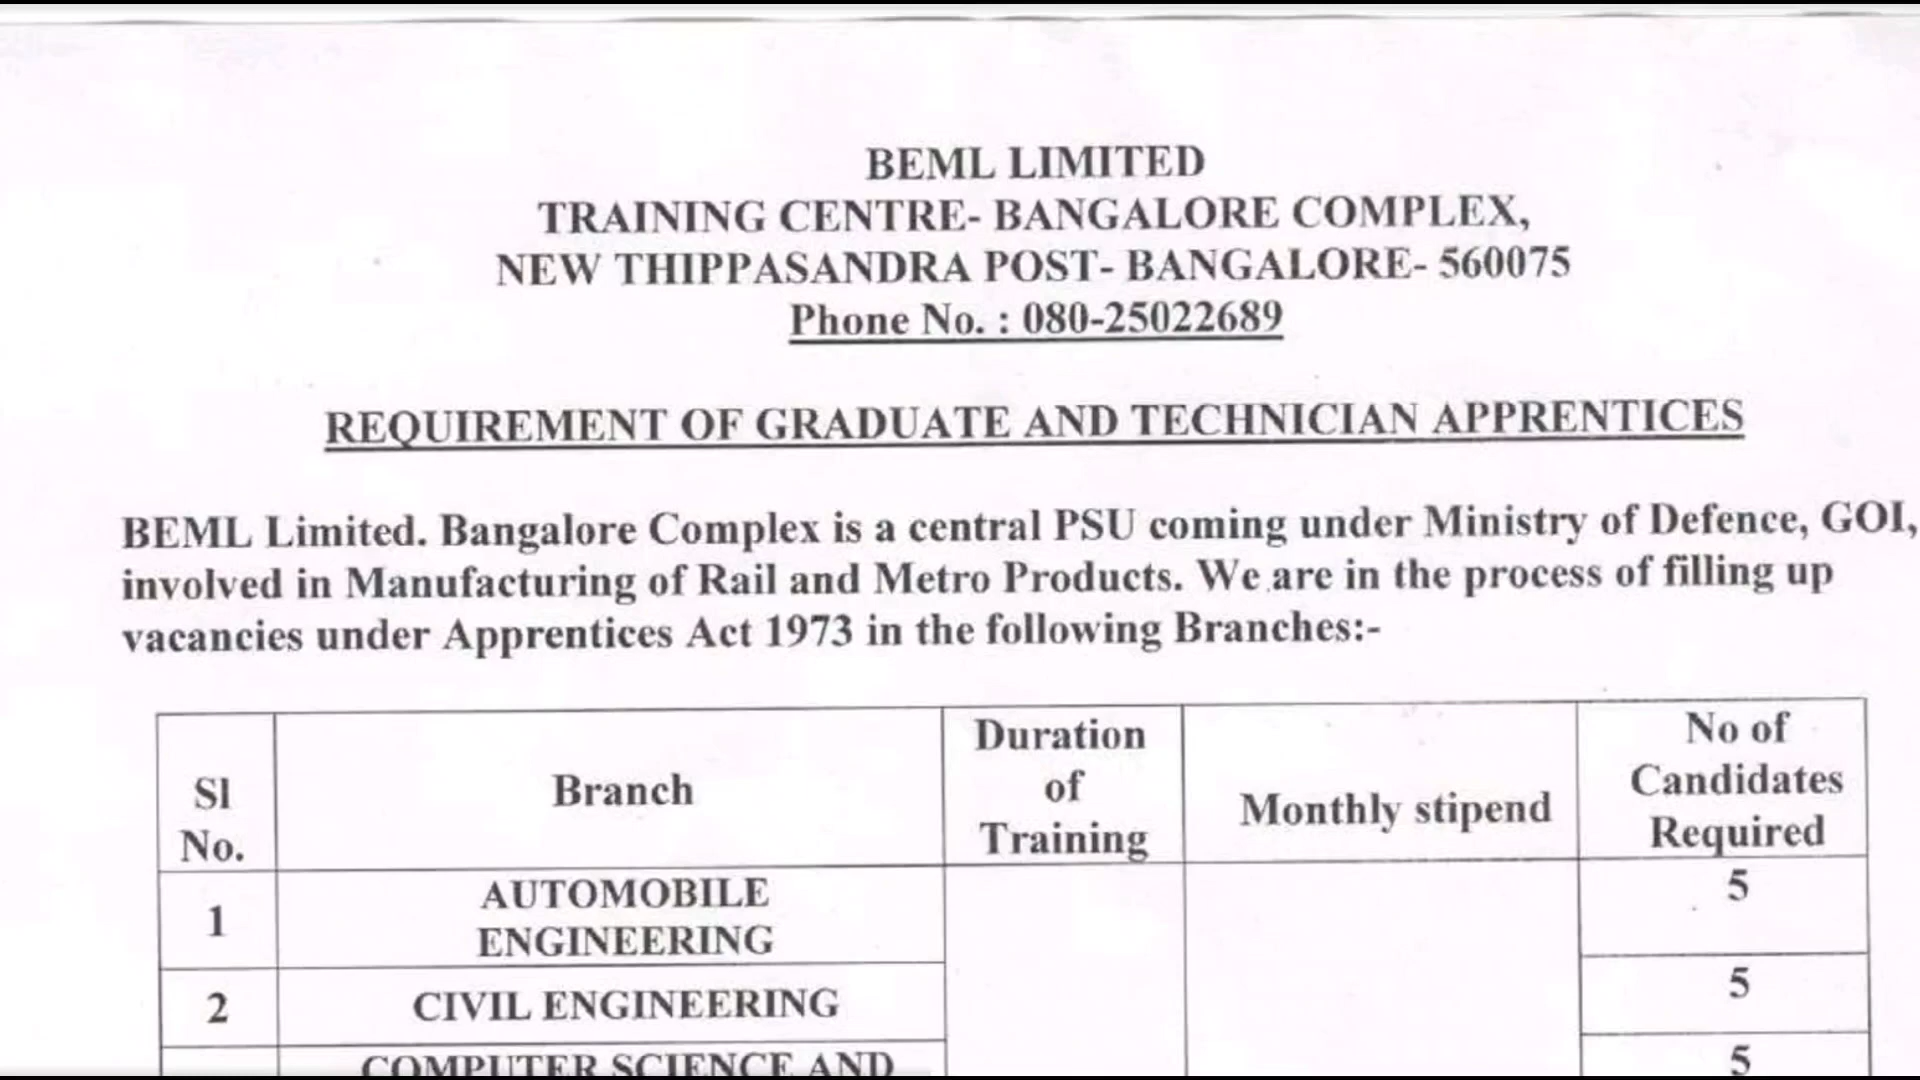 BEML LIMITED
TRAINING CENTRE- BANGALORE COMPLEX,
NEW THIPPASANDRA POST- BANGALORE- 560075
Phone No. : 080-25022689
REQUIREMENT OF GRADUATE AND TECHNICIAN APPRENTICES
BEML Limited. Bangalore Complex is a central PSU coming under Ministry of Defence, GOI,
involved in Manufacturing of Rail and Metro Products. We are in the process of filling up
vacancies under Apprentices Act 1973 in the following Branches:-
Sl No. Branch Duration of Training Monthly stipend No of Candidates Required
1 AUTOMOBILE ENGINEERING 5
2 CIVIL ENGINEERING 5
COMPUTER SCIENCE AND 5